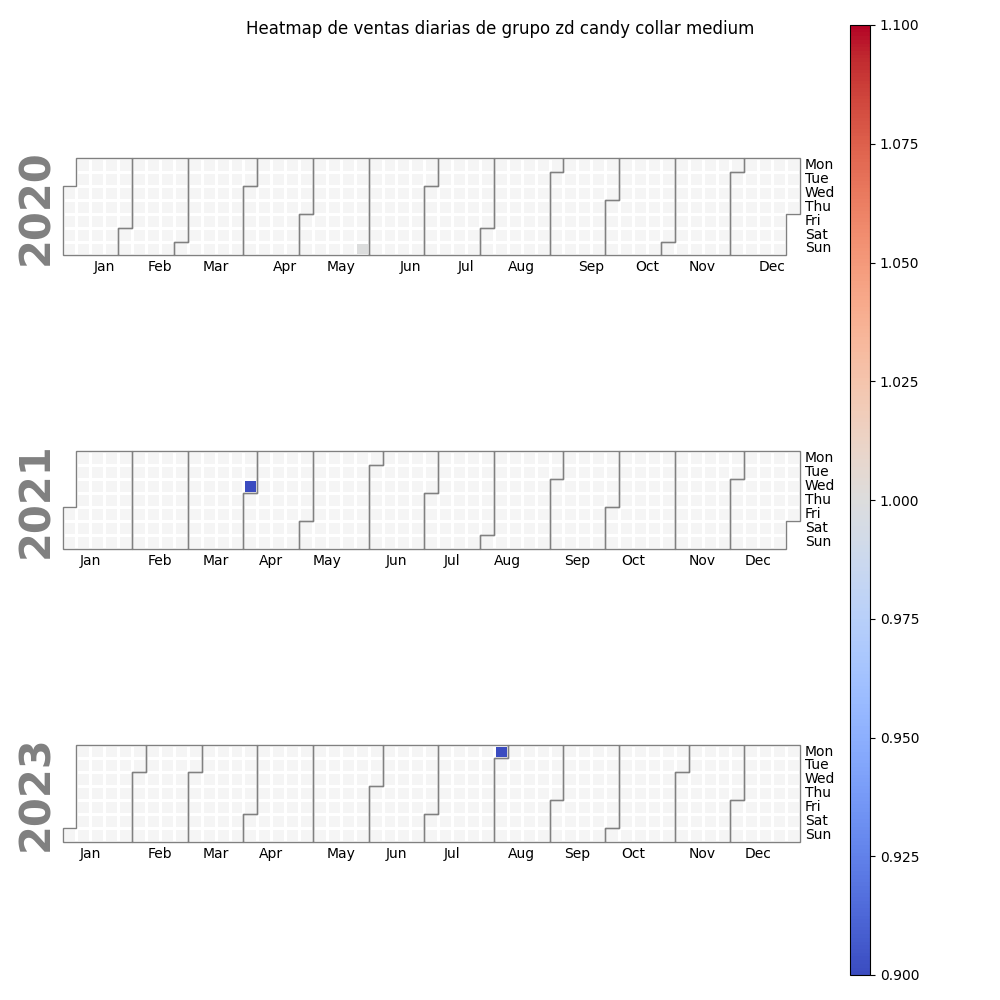 Heatmap de ventas diarias de grupo zd candy collar medium
2020
Mon
Tue
Wed
Thu
Fri
Sat
Sun
Jan Feb Mar Apr May Jun Jul Aug Sep Oct Nov Dec
2021
Mon
Tue
Wed
Thu
Fri
Sat
Sun
Jan Feb Mar Apr May Jun Jul Aug Sep Oct Nov Dec
2023
Mon
Tue
Wed
Thu
Fri
Sat
Sun
Jan Feb Mar Apr May Jun Jul Aug Sep Oct Nov Dec
1.100
1.075
1.050
1.025
1.000
0.975
0.950
0.925
0.900